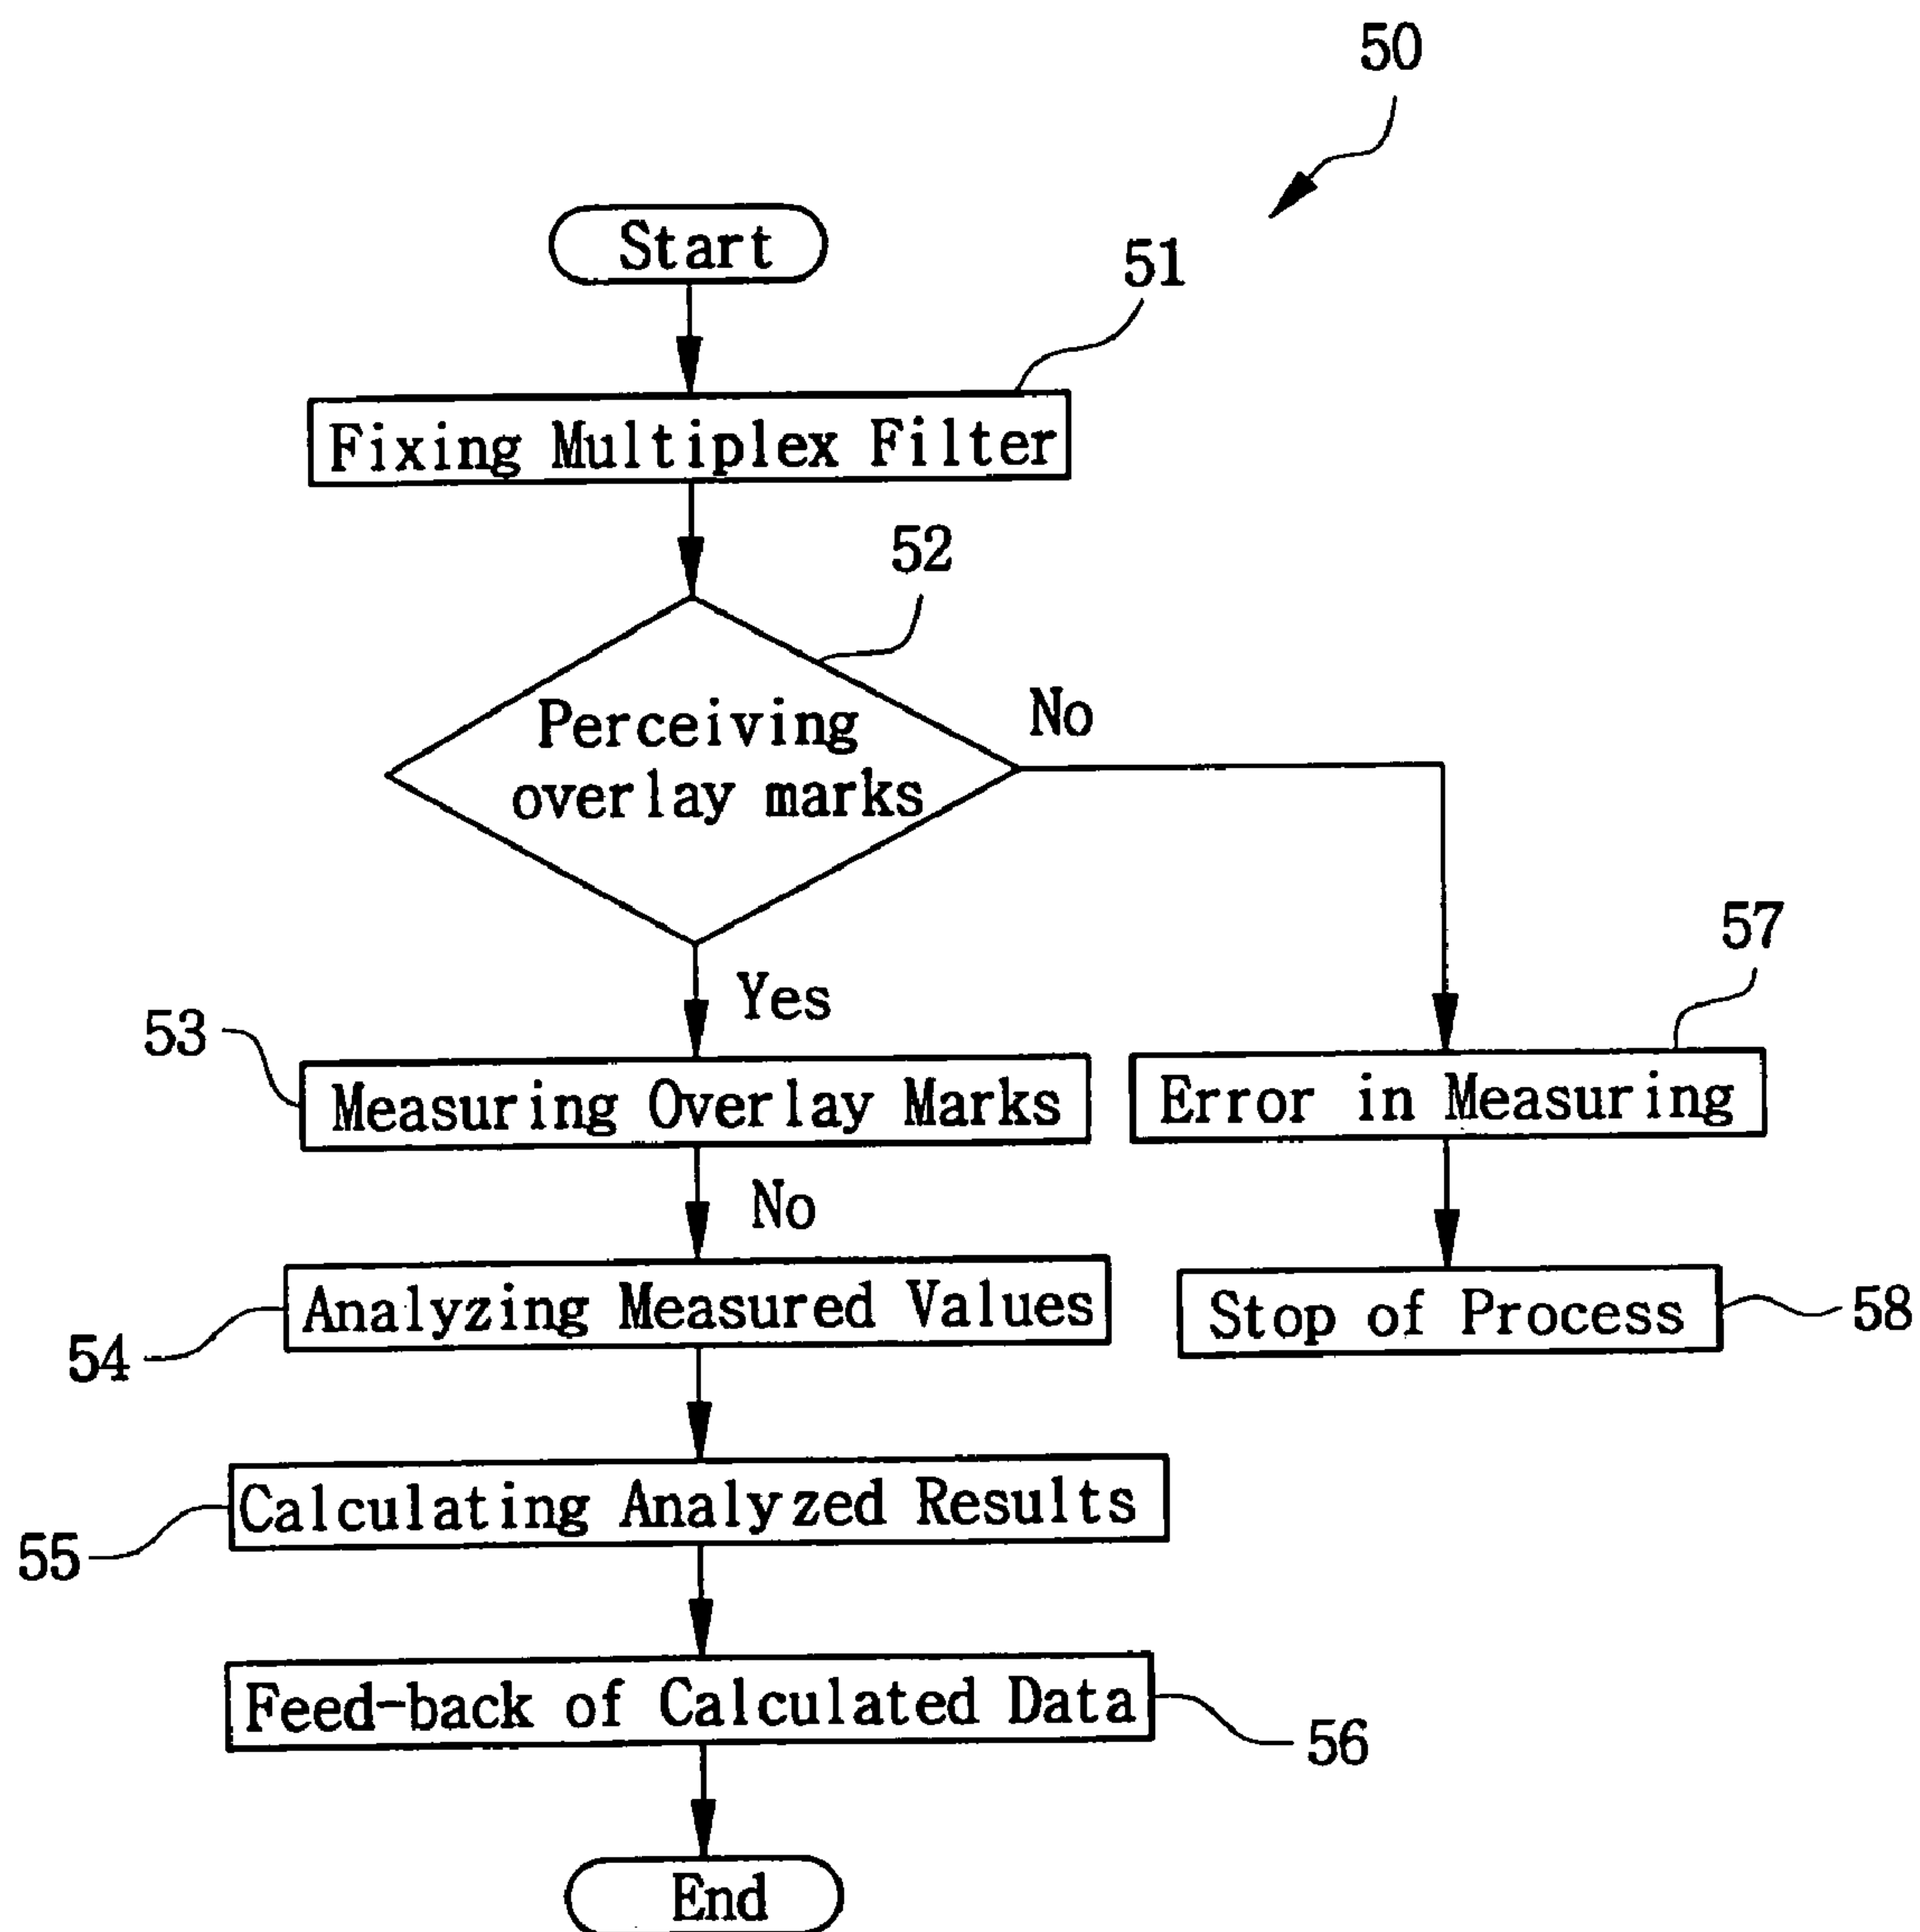 50
Start
51
Fixing Multiplex Filter
52
Perceiving
overlay marks
No
Yes
57
53
Measuring Overlay Marks
Error in Measuring
No
54
Analyzing Measured Values
Stop of Process
58
55
Calculating Analyzed Results
Feed-back of Calculated Data
56
End